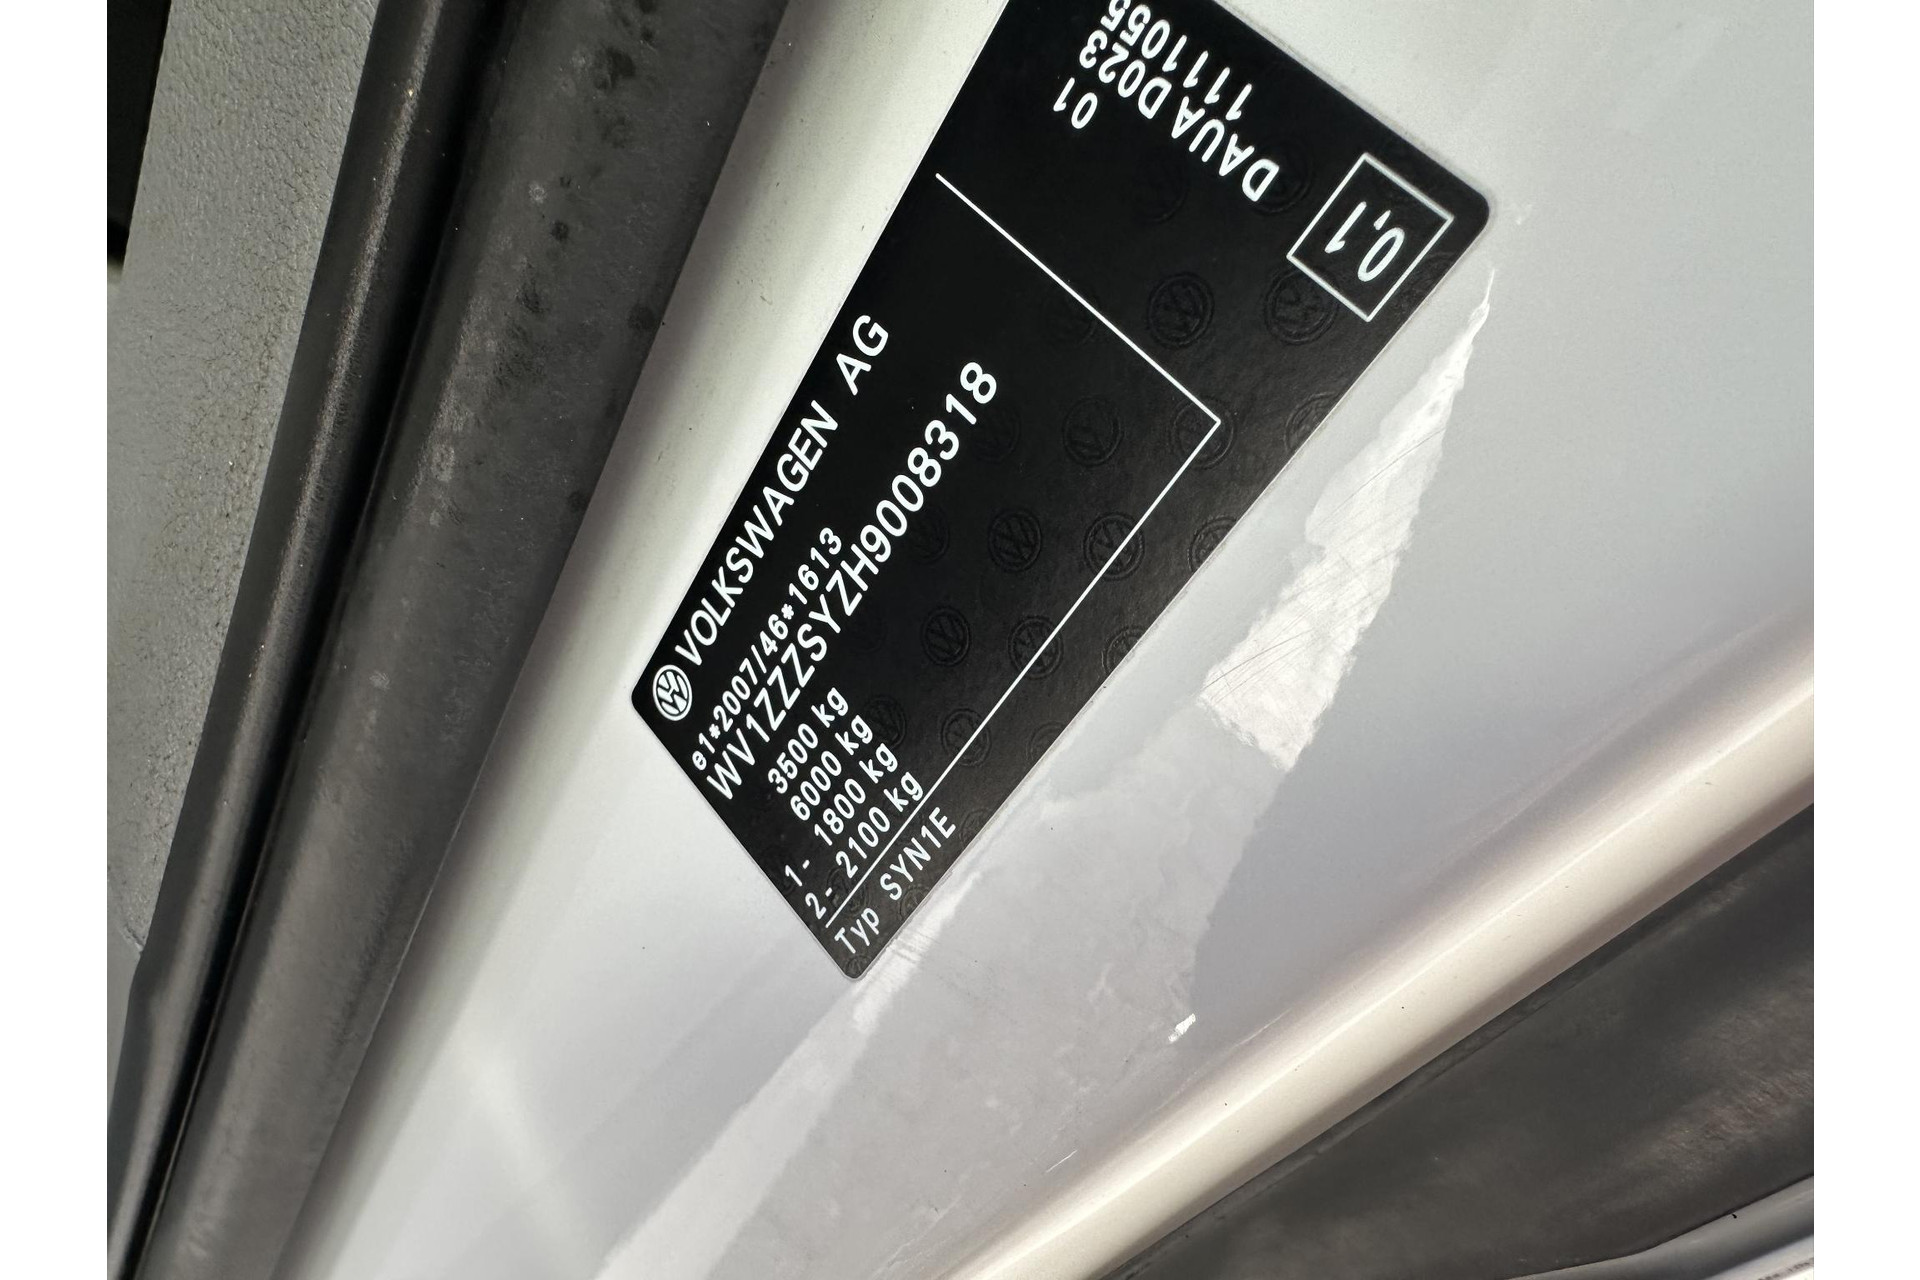 VOLKSWAGEN AG
e1*2007/46*1613
WV1ZZZSYZH9008318
3500 kg
6000 kg
1- 1800 kg
2- 2100 kg
Typ SYN1E
01
DAUA D023
1111055
0,1